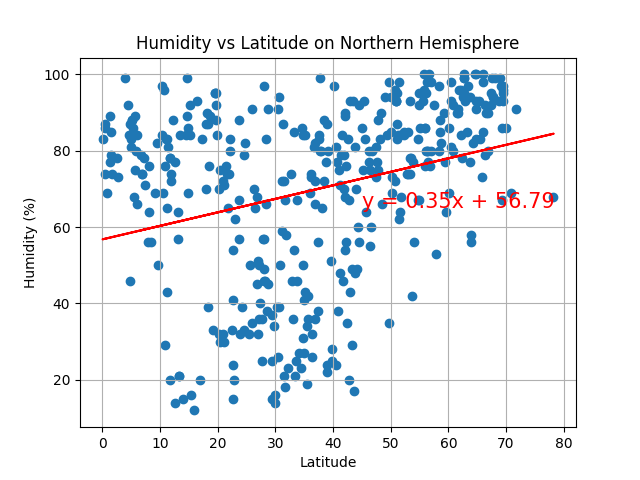 Humidity vs Latitude on Northern Hemisphere
Humidity (%)
100
80
60
40
20
y = 0.35x + 56.79
0 10 20 30 40 50 60 70 80
Latitude